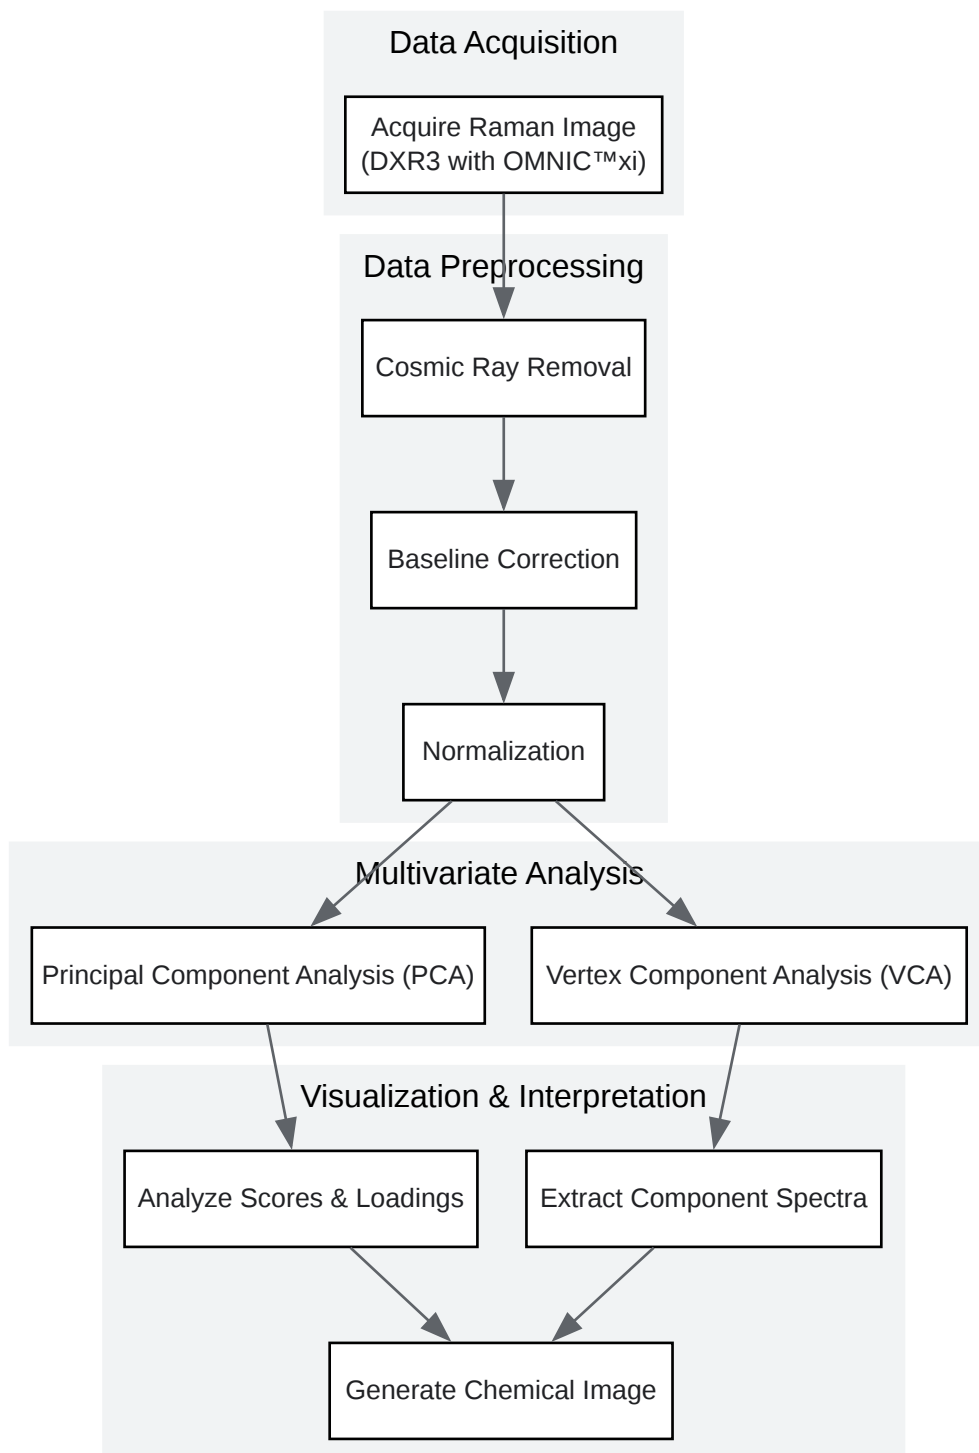 Data Acquisition
Acquire Raman Image
(DXR3 with OMNIC™xi)
Data Preprocessing
Cosmic Ray Removal
Baseline Correction
Normalization
Multivariate Analysis
Principal Component Analysis (PCA)
Vertex Component Analysis (VCA)
Visualization & Interpretation
Analyze Scores & Loadings
Extract Component Spectra
Generate Chemical Image